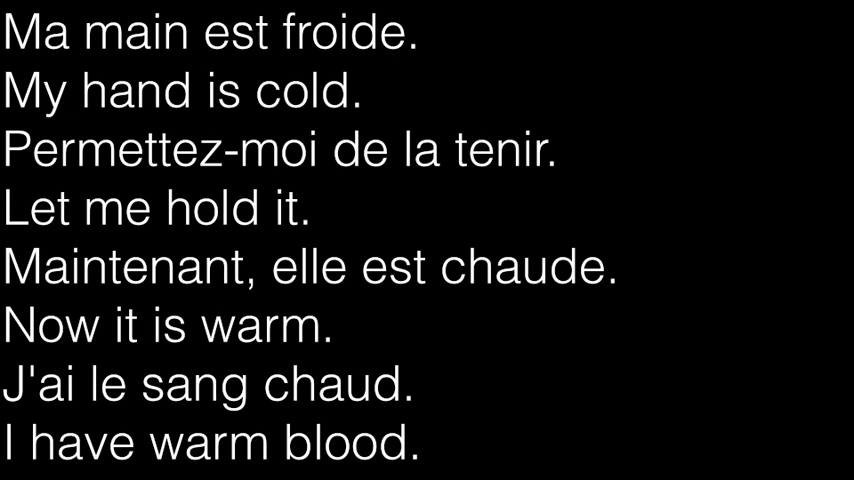 Ma main est froide.
My hand is cold.
Permettez-moi de la tenir.
Let me hold it.
Maintenant, elle est chaude.
Now it is warm.
J'ai le sang chaud.
I have warm blood.